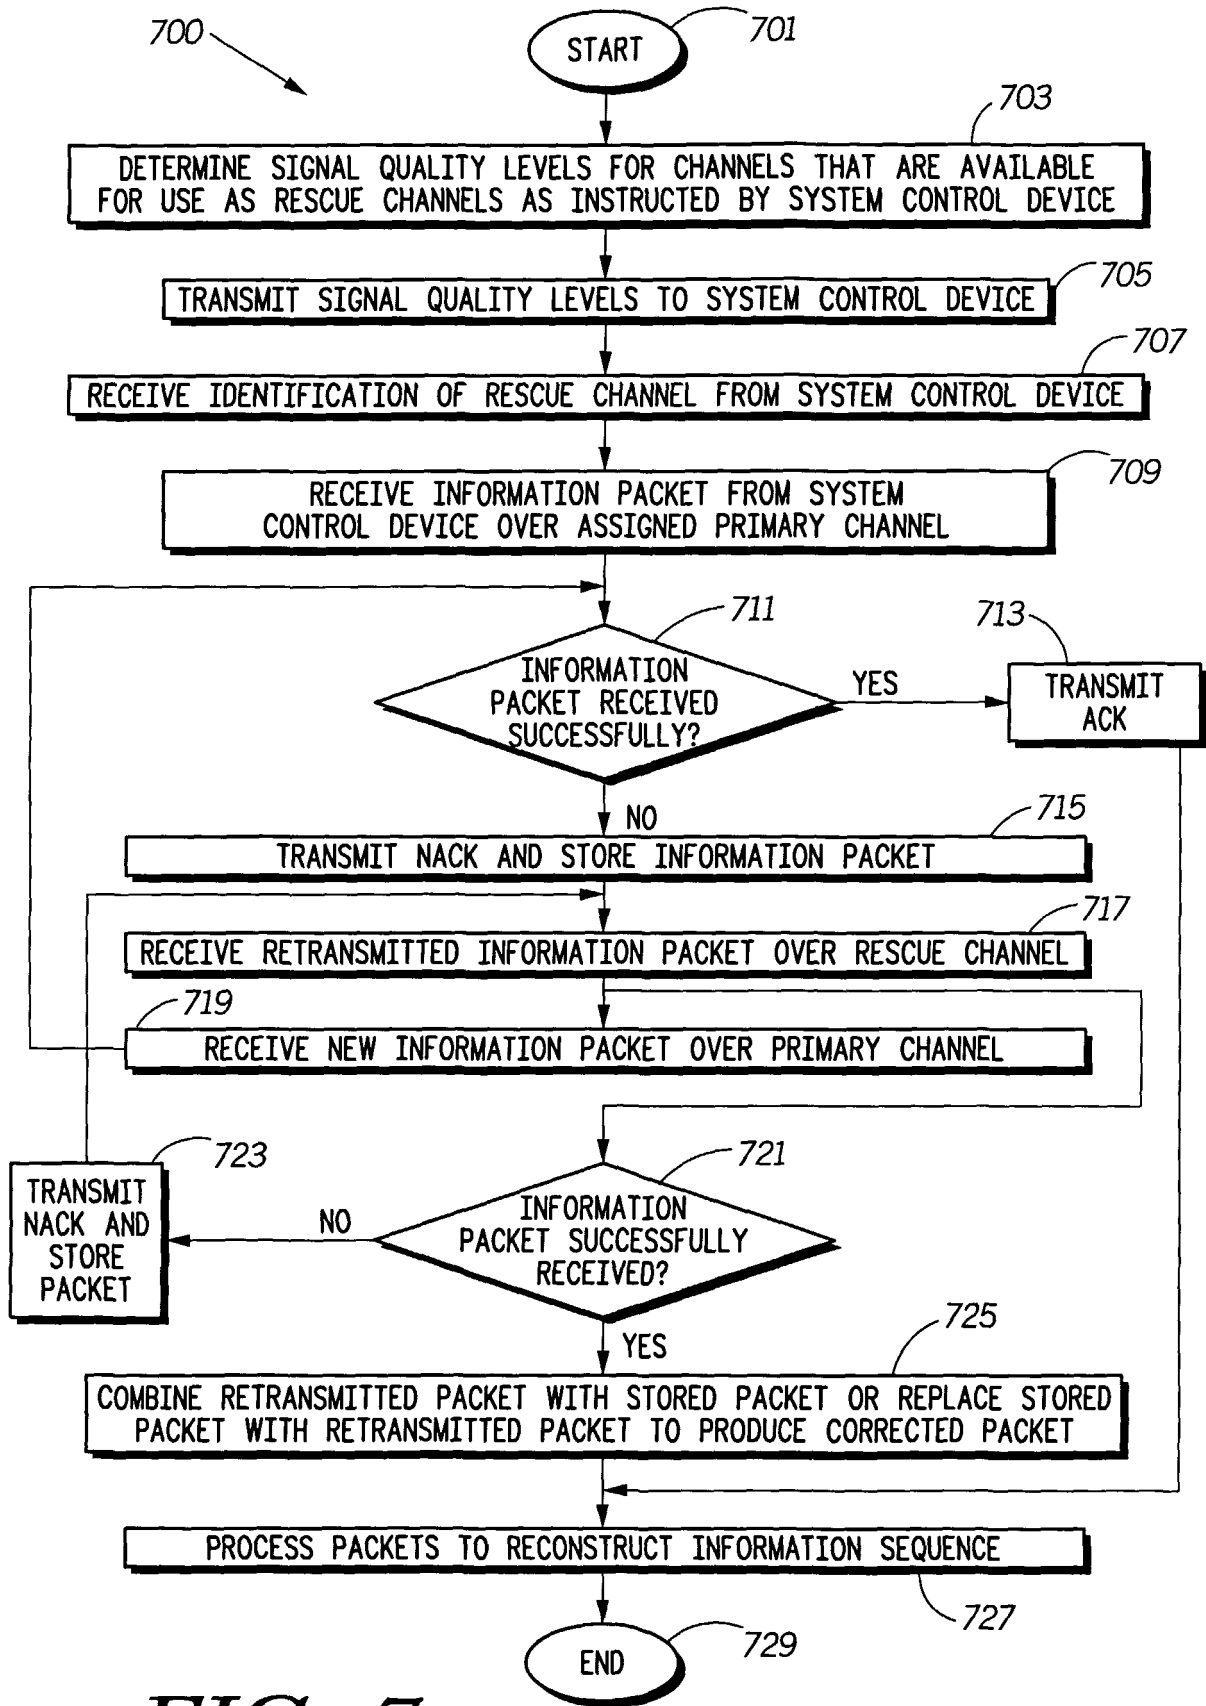 700
START
701
703
DETERMINE SIGNAL QUALITY LEVELS FOR CHANNELS THAT ARE AVAILABLE
FOR USE AS RESCUE CHANNELS AS INSTRUCTED BY SYSTEM CONTROL DEVICE
705
TRANSMIT SIGNAL QUALITY LEVELS TO SYSTEM CONTROL DEVICE
707
RECEIVE IDENTIFICATION OF RESCUE CHANNEL FROM SYSTEM CONTROL DEVICE
709
RECEIVE INFORMATION PACKET FROM SYSTEM
CONTROL DEVICE OVER ASSIGNED PRIMARY CHANNEL
711
INFORMATION
PACKET RECEIVED
SUCCESSFULLY?
YES
713
TRANSMIT
ACK
NO
715
TRANSMIT NACK AND STORE INFORMATION PACKET
717
RECEIVE RETRANSMITTED INFORMATION PACKET OVER RESCUE CHANNEL
719
RECEIVE NEW INFORMATION PACKET OVER PRIMARY CHANNEL
721
INFORMATION
PACKET SUCCESSFULLY
RECEIVED?
NO
723
TRANSMIT
NACK AND
STORE
PACKET
YES
725
COMBINE RETRANSMITTED PACKET WITH STORED PACKET OR REPLACE STORED
PACKET WITH RETRANSMITTED PACKET TO PRODUCE CORRECTED PACKET
PROCESS PACKETS TO RECONSTRUCT INFORMATION SEQUENCE
727
END
729
FIG. 7